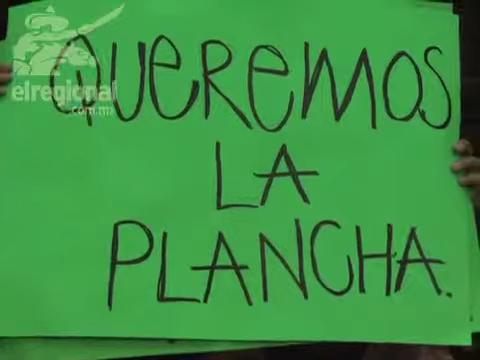 elregional
.com.mx
QUEREMOS
LA
PLANCHA.